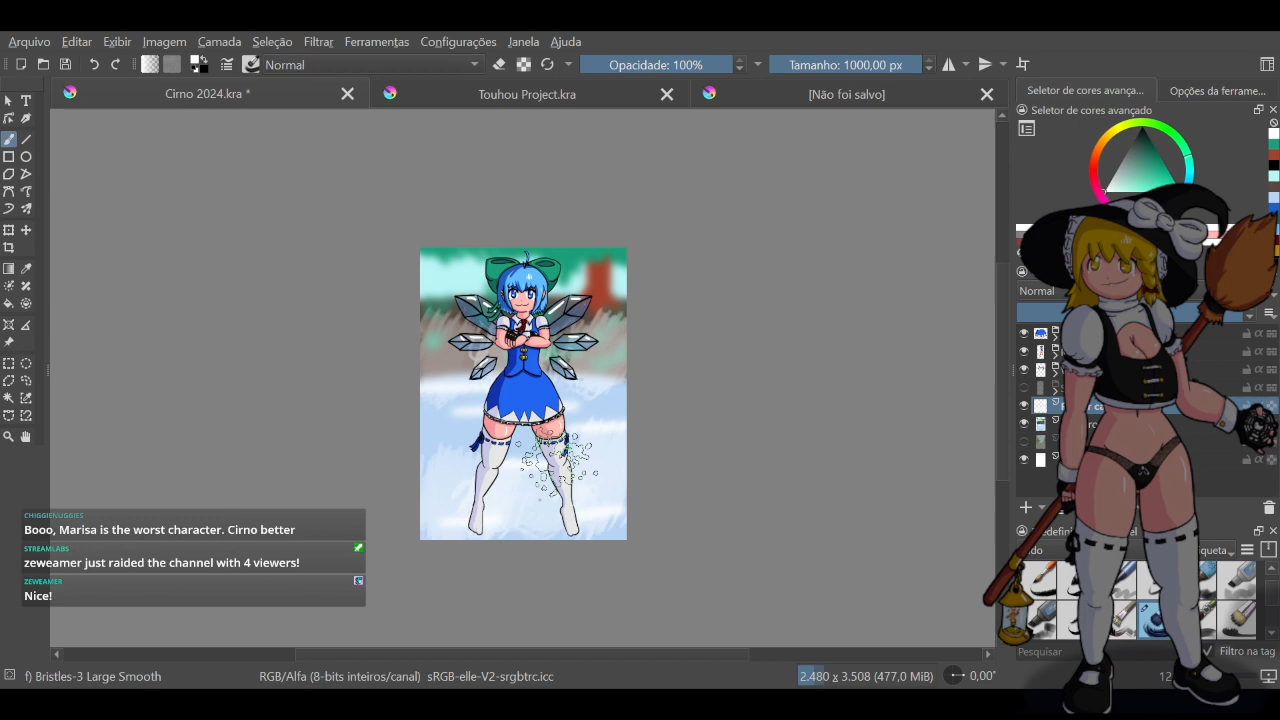 Arquivo Editar Exibir Imagem Camada Seleção Filtrar Ferramentas Configurações Janela Ajuda
Normal Opacidade: 100% Tamanho: 1000,00 px
Cirno 2024.kra * Touhou Project.kra [Não foi salvo] Seletor de cores avança... Opções da ferrame...
Seletor de cores avançado
Normal
CHIGGIENUGGIES
Booo, Marisa is the worst character. Cirno better
STREAMLABS
zeweamer just raided the channel with 4 viewers!
ZEWEAMER
Nice!
Pesquisar Filtro na tag
f) Bristles-3 Large Smooth RGB/Alfa (8-bits inteiros/canal) sRGB-elle-V2-srgbtrc.icc 2.480 x 3.508 (477,0 MiB) 0,00°